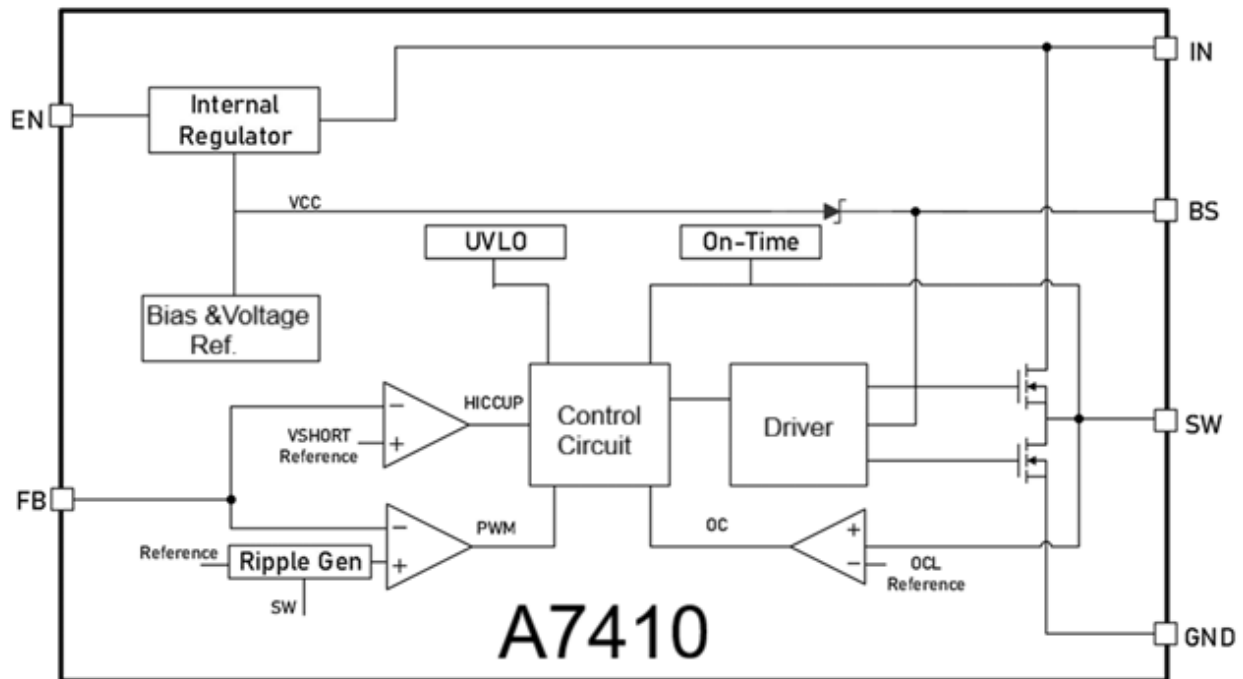 IN
EN
Internal
Regulator
VCC
BS
UVLO
On-Time
Bias &Voltage
Ref.
HICCUP
VSHORT
Reference
Control
Circuit
Driver
SW
FB
PWM
OC
Reference
Ripple Gen
SW
OCL
Reference
A7410
GND
−
+
−
+
+
−